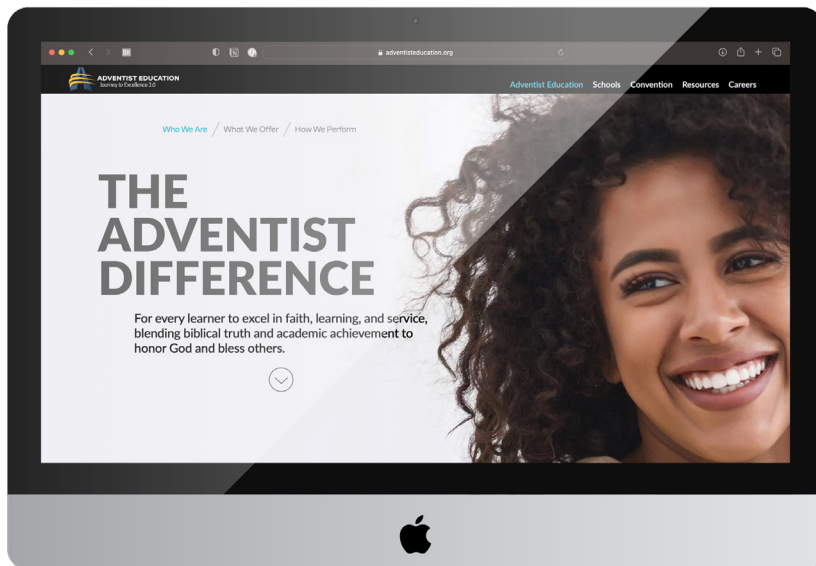 adventisteducation.org
ADVENTIST EDUCATION
Journey to Excellence 2.0
Adventist Education Schools Convention Resources Careers
Who We Are / What We Offer / How We Perform
THE
ADVENTIST
DIFFERENCE
For every learner to excel in faith, learning, and service,
blending biblical truth and academic achievement to
honor God and bless others.